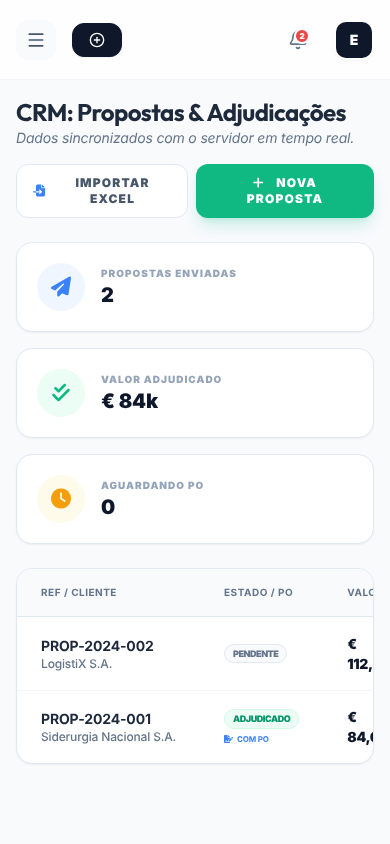 2
E
CRM: Propostas & Adjudicações
Dados sincronizados com o servidor em tempo real.
IMPORTAR
EXCEL
NOVA
PROPOSTA
PROPOSTAS ENVIADAS
2
VALOR ADJUDICADO
€ 84k
AGUARDANDO PO
0
REF / CLIENTE ESTADO / PO
PROP-2024-002 PENDENTE €
LogistiX S.A. 112,
PROP-2024-001 ADJUDICADO €
Siderurgia Nacional S.A. COM PO 84,